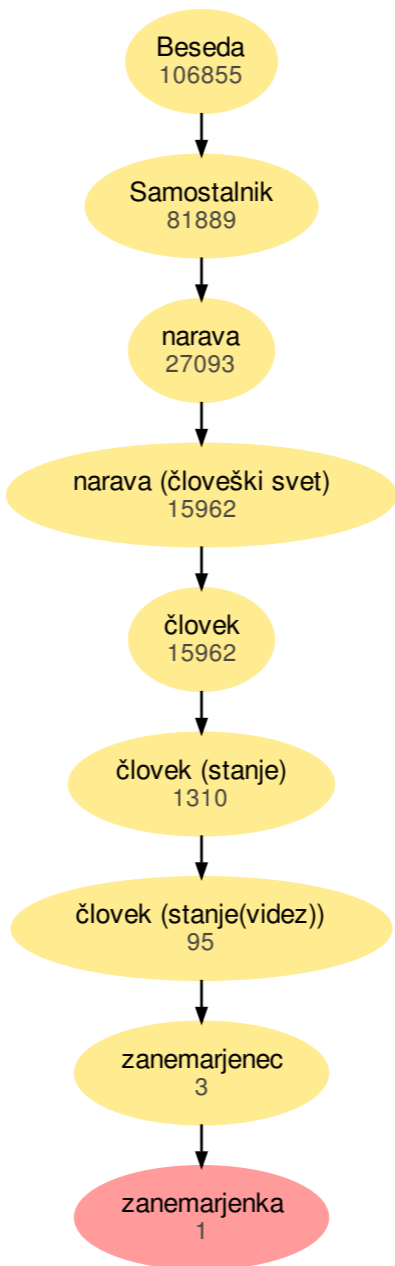 Beseda
106855
Samostalnik
81889
narava
27093
narava (človeški svet)
15962
človek
15962
človek (stanje)
1310
človek (stanje(videz))
95
zanemarjenec
3
zanemarjenka
1